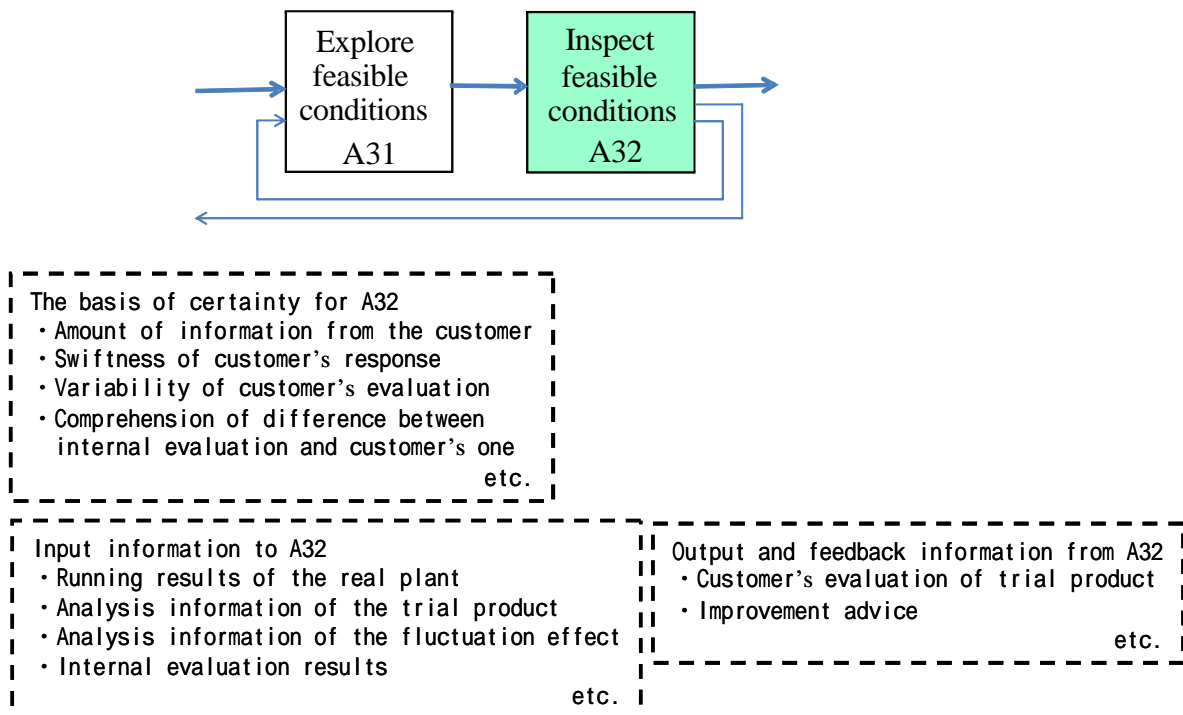 Explore
feasible
conditions
A31
Inspect
feasible
conditions
A32
The basis of certainty for A32
・Amount of information from the customer
・Swiftness of customer's response
・Variability of customer's evaluation
・Comprehension of difference between
internal evaluation and customer's one
etc.
Input information to A32
・Running results of the real plant
・Analysis information of the trial product
・Analysis information of the fluctuation effect
・Internal evaluation results
etc.
Output and feedback information from A32
・Customer's evaluation of trial product
・Improvement advice
etc.